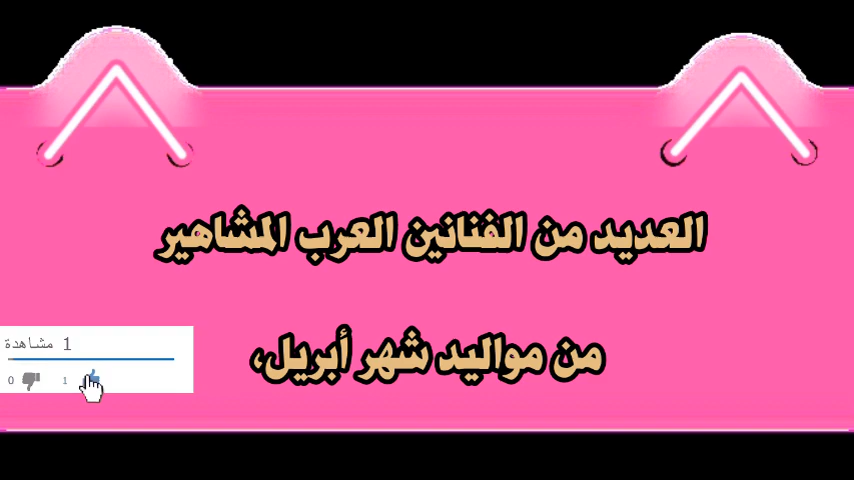 العديد من الفنانين العرب المشاهير
من مواليد شهر أبريل،
1 مشاهدة
1
0